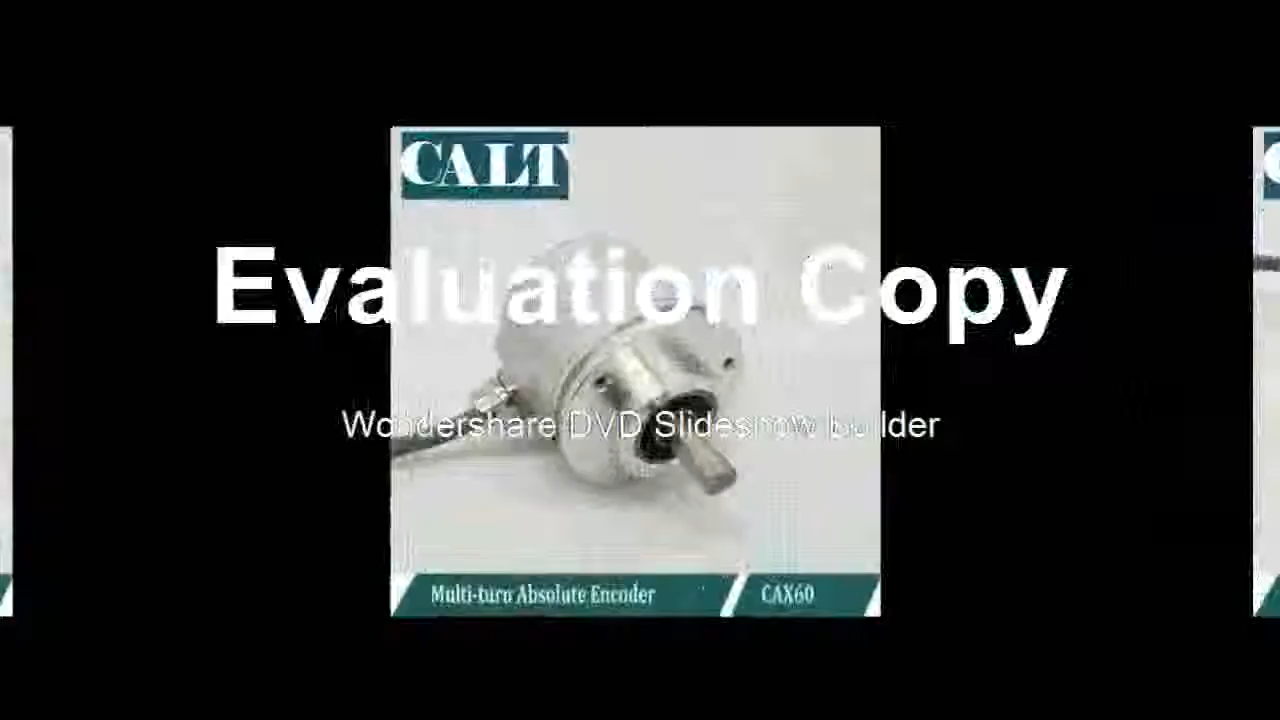 CALT
Evaluation Copy
Wondershare DVD Slideshow builder
Multi-turn Absolute Encoder
CAX60